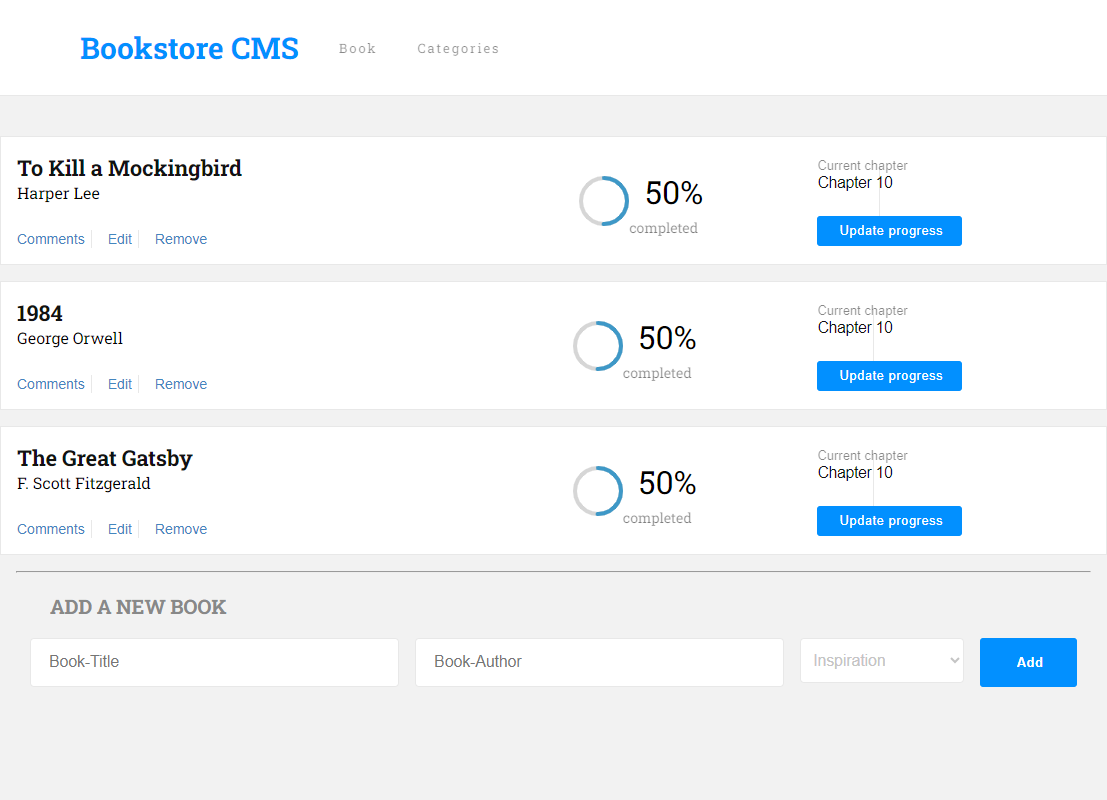 Bookstore CMS Book Categories
To Kill a Mockingbird
Harper Lee
Comments Edit Remove
50%
completed
Current chapter
Chapter 10
Update progress
1984
George Orwell
Comments Edit Remove
50%
completed
Current chapter
Chapter 10
Update progress
The Great Gatsby
F. Scott Fitzgerald
Comments Edit Remove
50%
completed
Current chapter
Chapter 10
Update progress
ADD A NEW BOOK
Book-Title Book-Author Inspiration Add